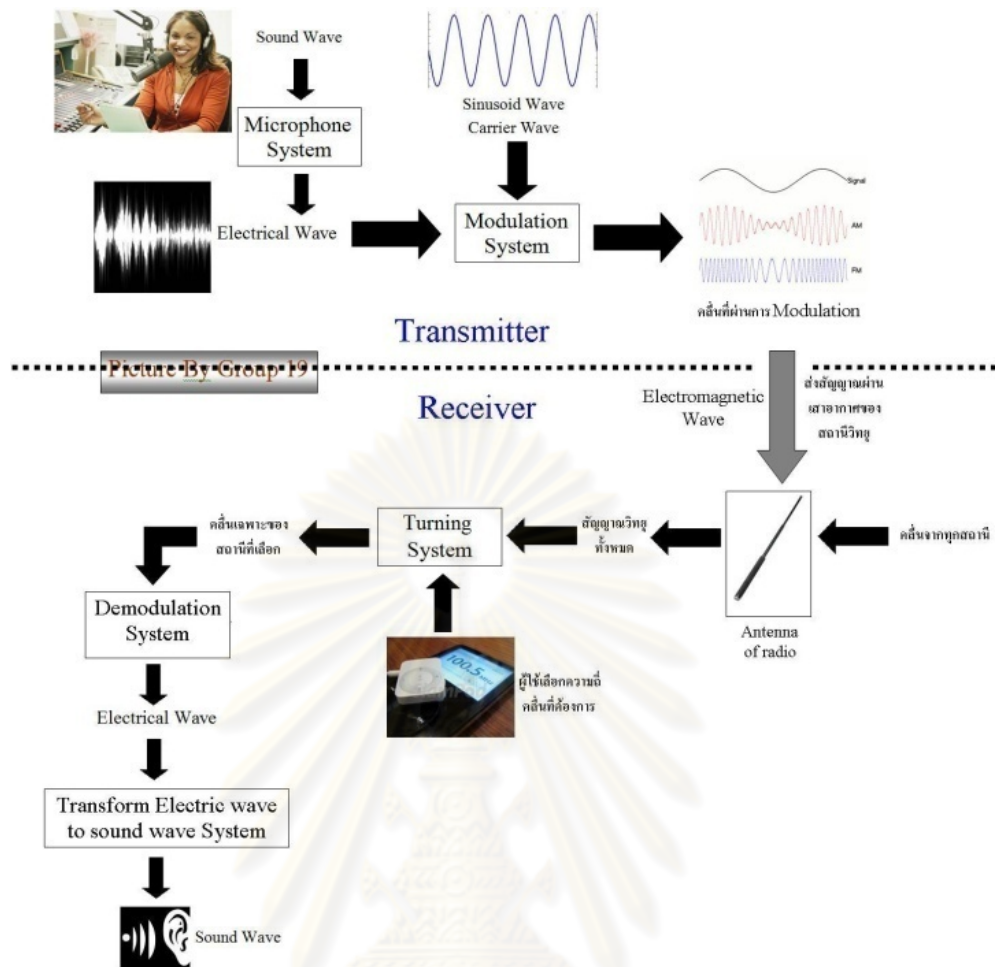 Sound Wave
Microphone
System
Electrical Wave
Sinusoid Wave
Carrier Wave
Modulation
System
Signal
AM
FM
คลื่นที่ผ่านการ Modulation
Transmitter
Picture By Group 19
Receiver
Electromagnetic
Wave
ส่งสัญญาณผ่าน
เสาอากาศของ
สถานีวิทยุ
คลื่นจากทุกสถานี
Antenna
of radio
สัญญาณวิทยุ
ทั้งหมด
Turning
System
100.5
ผู้ใช้เลือกความถี่
คลื่นที่ต้องการ
คลื่นเฉพาะของ
สถานีที่เลือก
Demodulation
System
Electrical Wave
Transform Electric wave
to sound wave System
Sound Wave